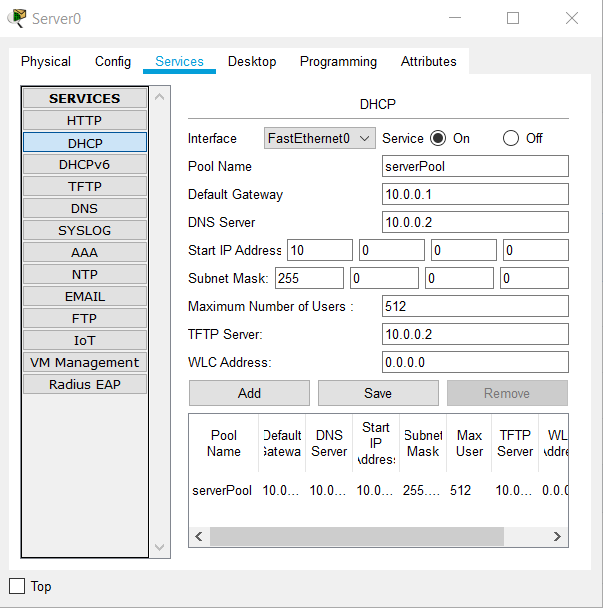 Server0
Physical Config Services Desktop Programming Attributes
SERVICES
HTTP
DHCP
DHCPv6
TFTP
DNS
SYSLOG
AAA
NTP
EMAIL
FTP
IoT
VM Management
Radius EAP
DHCP
Interface FastEthernet0 Service On Off
Pool Name serverPool
Default Gateway 10.0.0.1
DNS Server 10.0.0.2
Start IP Address 10 0 0 0
Subnet Mask: 255 0 0 0
Maximum Number of Users : 512
TFTP Server: 10.0.0.2
WLC Address: 0.0.0.0
Add Save Remove
Pool Name Default Gatewa DNS Server Start IP Address Subnet Mask Max User TFTP Server WL Addre
serverPool 10.0... 10.0... 10.0... 255.... 512 10.0... 0.0.0
Top